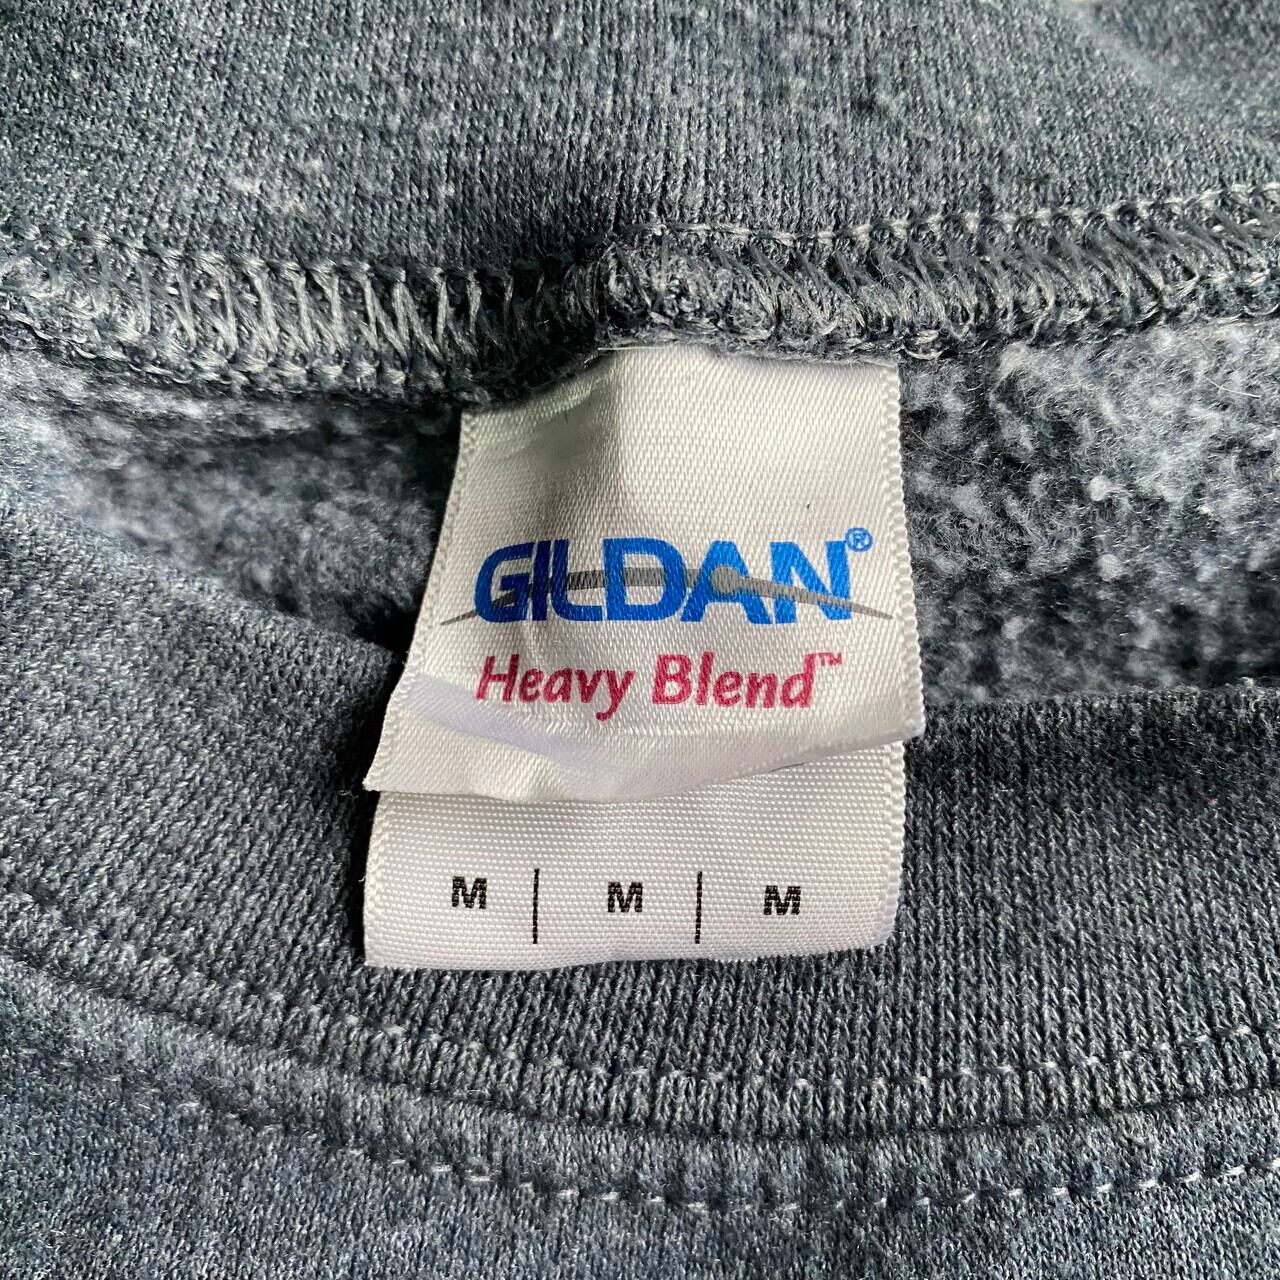 GILDAN®
Heavy Blend™
M | M | M